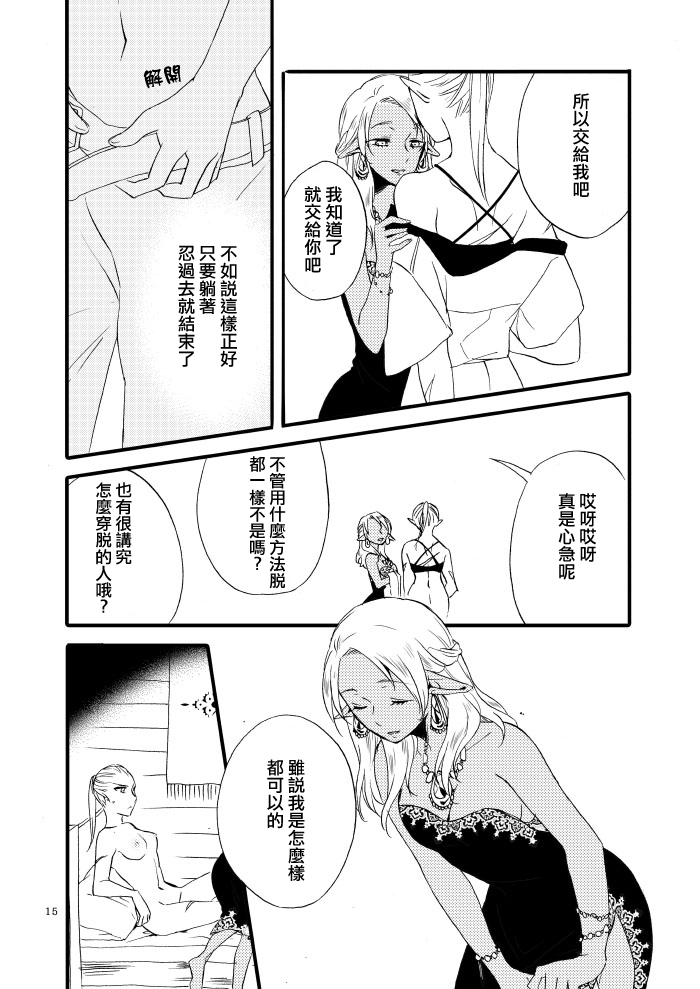 所以交給我吧
我知道了
就交給你吧
解開
不如說這樣正好
只要躺著
忍過去就結束了
哎呀哎呀
真是心急呢
不管用什麼方法脫
都一樣不是嗎？
也有很講究
怎麼穿脫的人哦？
雖說我是怎麼樣
都可以的
15